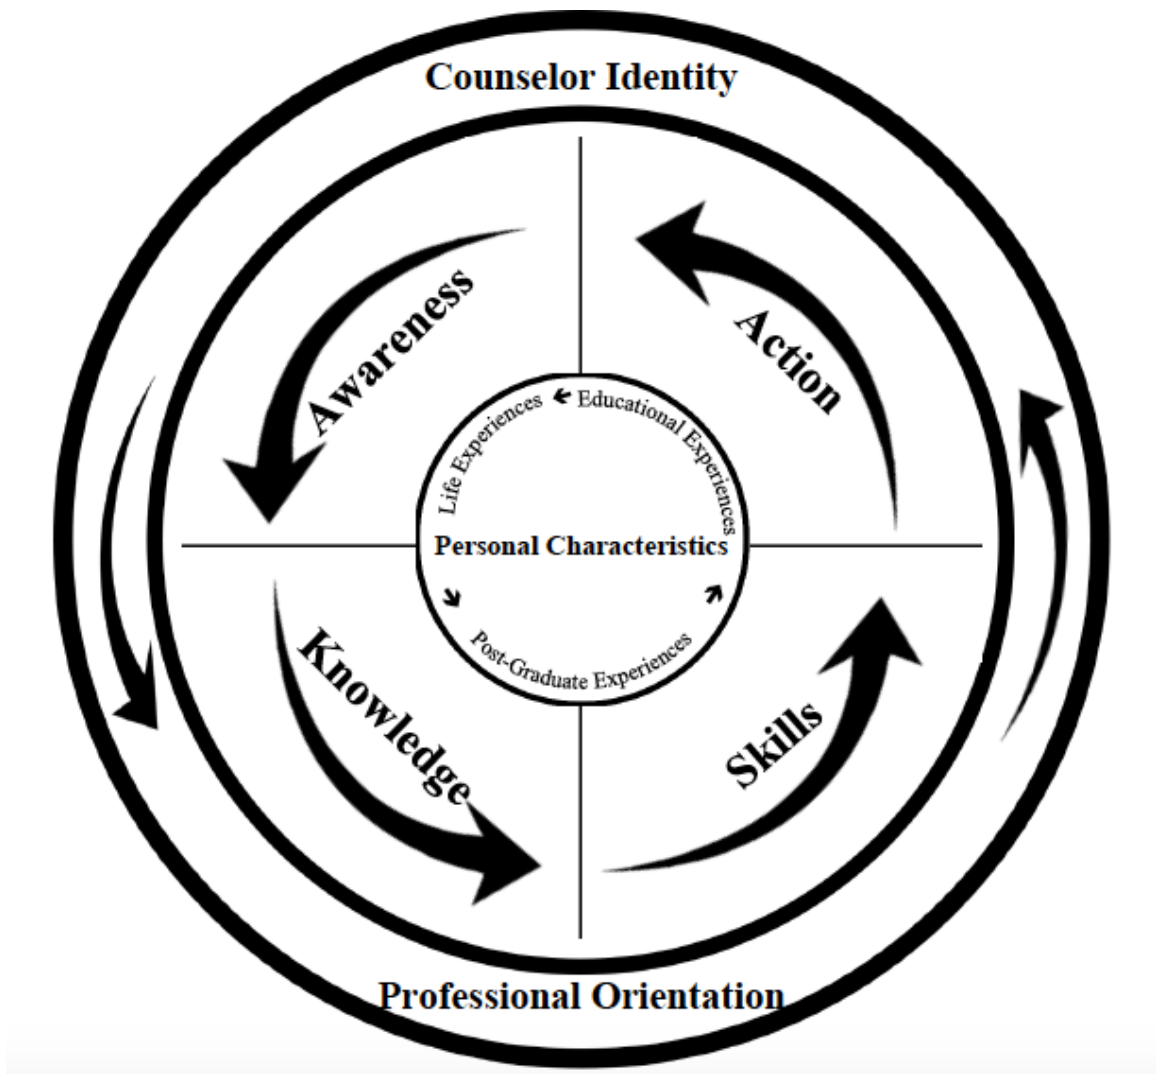 Counselor Identity
Awareness
Action
Life Experiences
Educational Experiences
Personal Characteristics
Post-Graduate Experiences
Knowledge
Skills
Professional Orientation